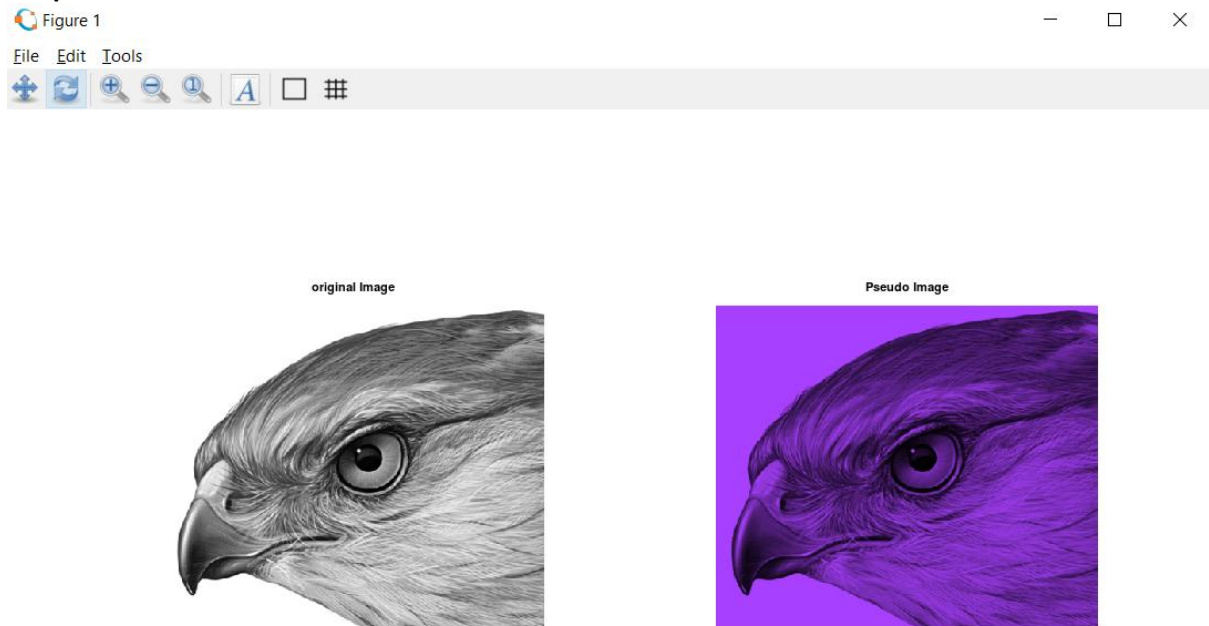 Figure 1
File Edit Tools
A
original Image
Pseudo Image